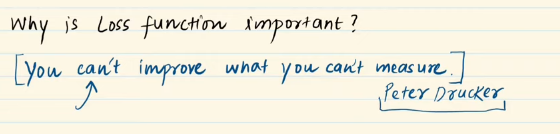 Why is Loss function important?
[You can't improve what you can't measure.]
Peter Drucker